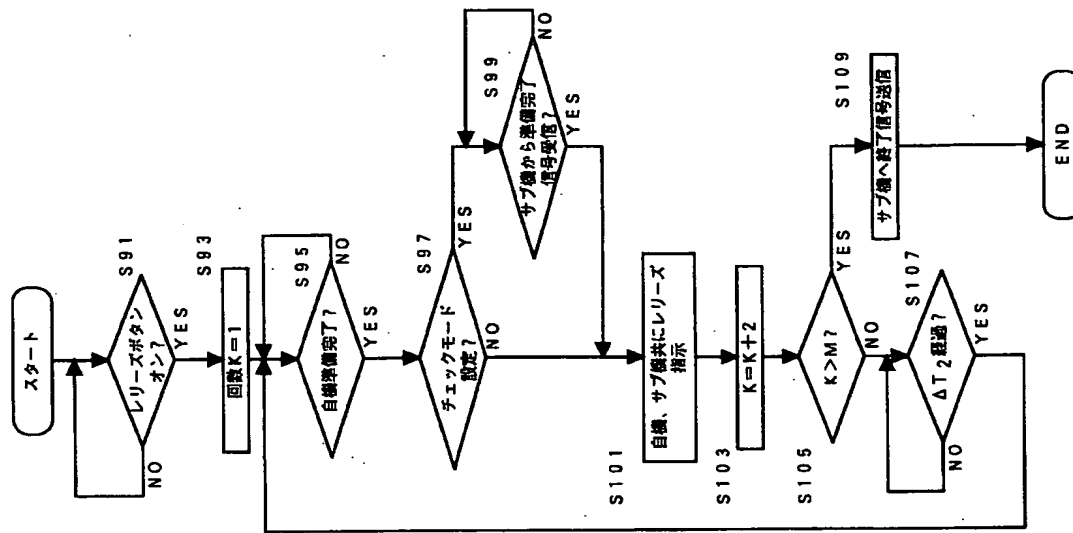 スタート
S91
レリーズボタン
オン?
NO
YES
S93
回数K=1
S95
自機準備完了?
NO
YES
S97
チェックモード
設定?
YES
NO
S99
サブ機から準備完了
信号受信?
NO
YES
S101
自機、サブ機共にレリーズ
指示
S103
K=K+2
S105
K>M?
YES
NO
S107
ΔT2経過?
NO
YES
S109
サブ機へ終了信号送信
END